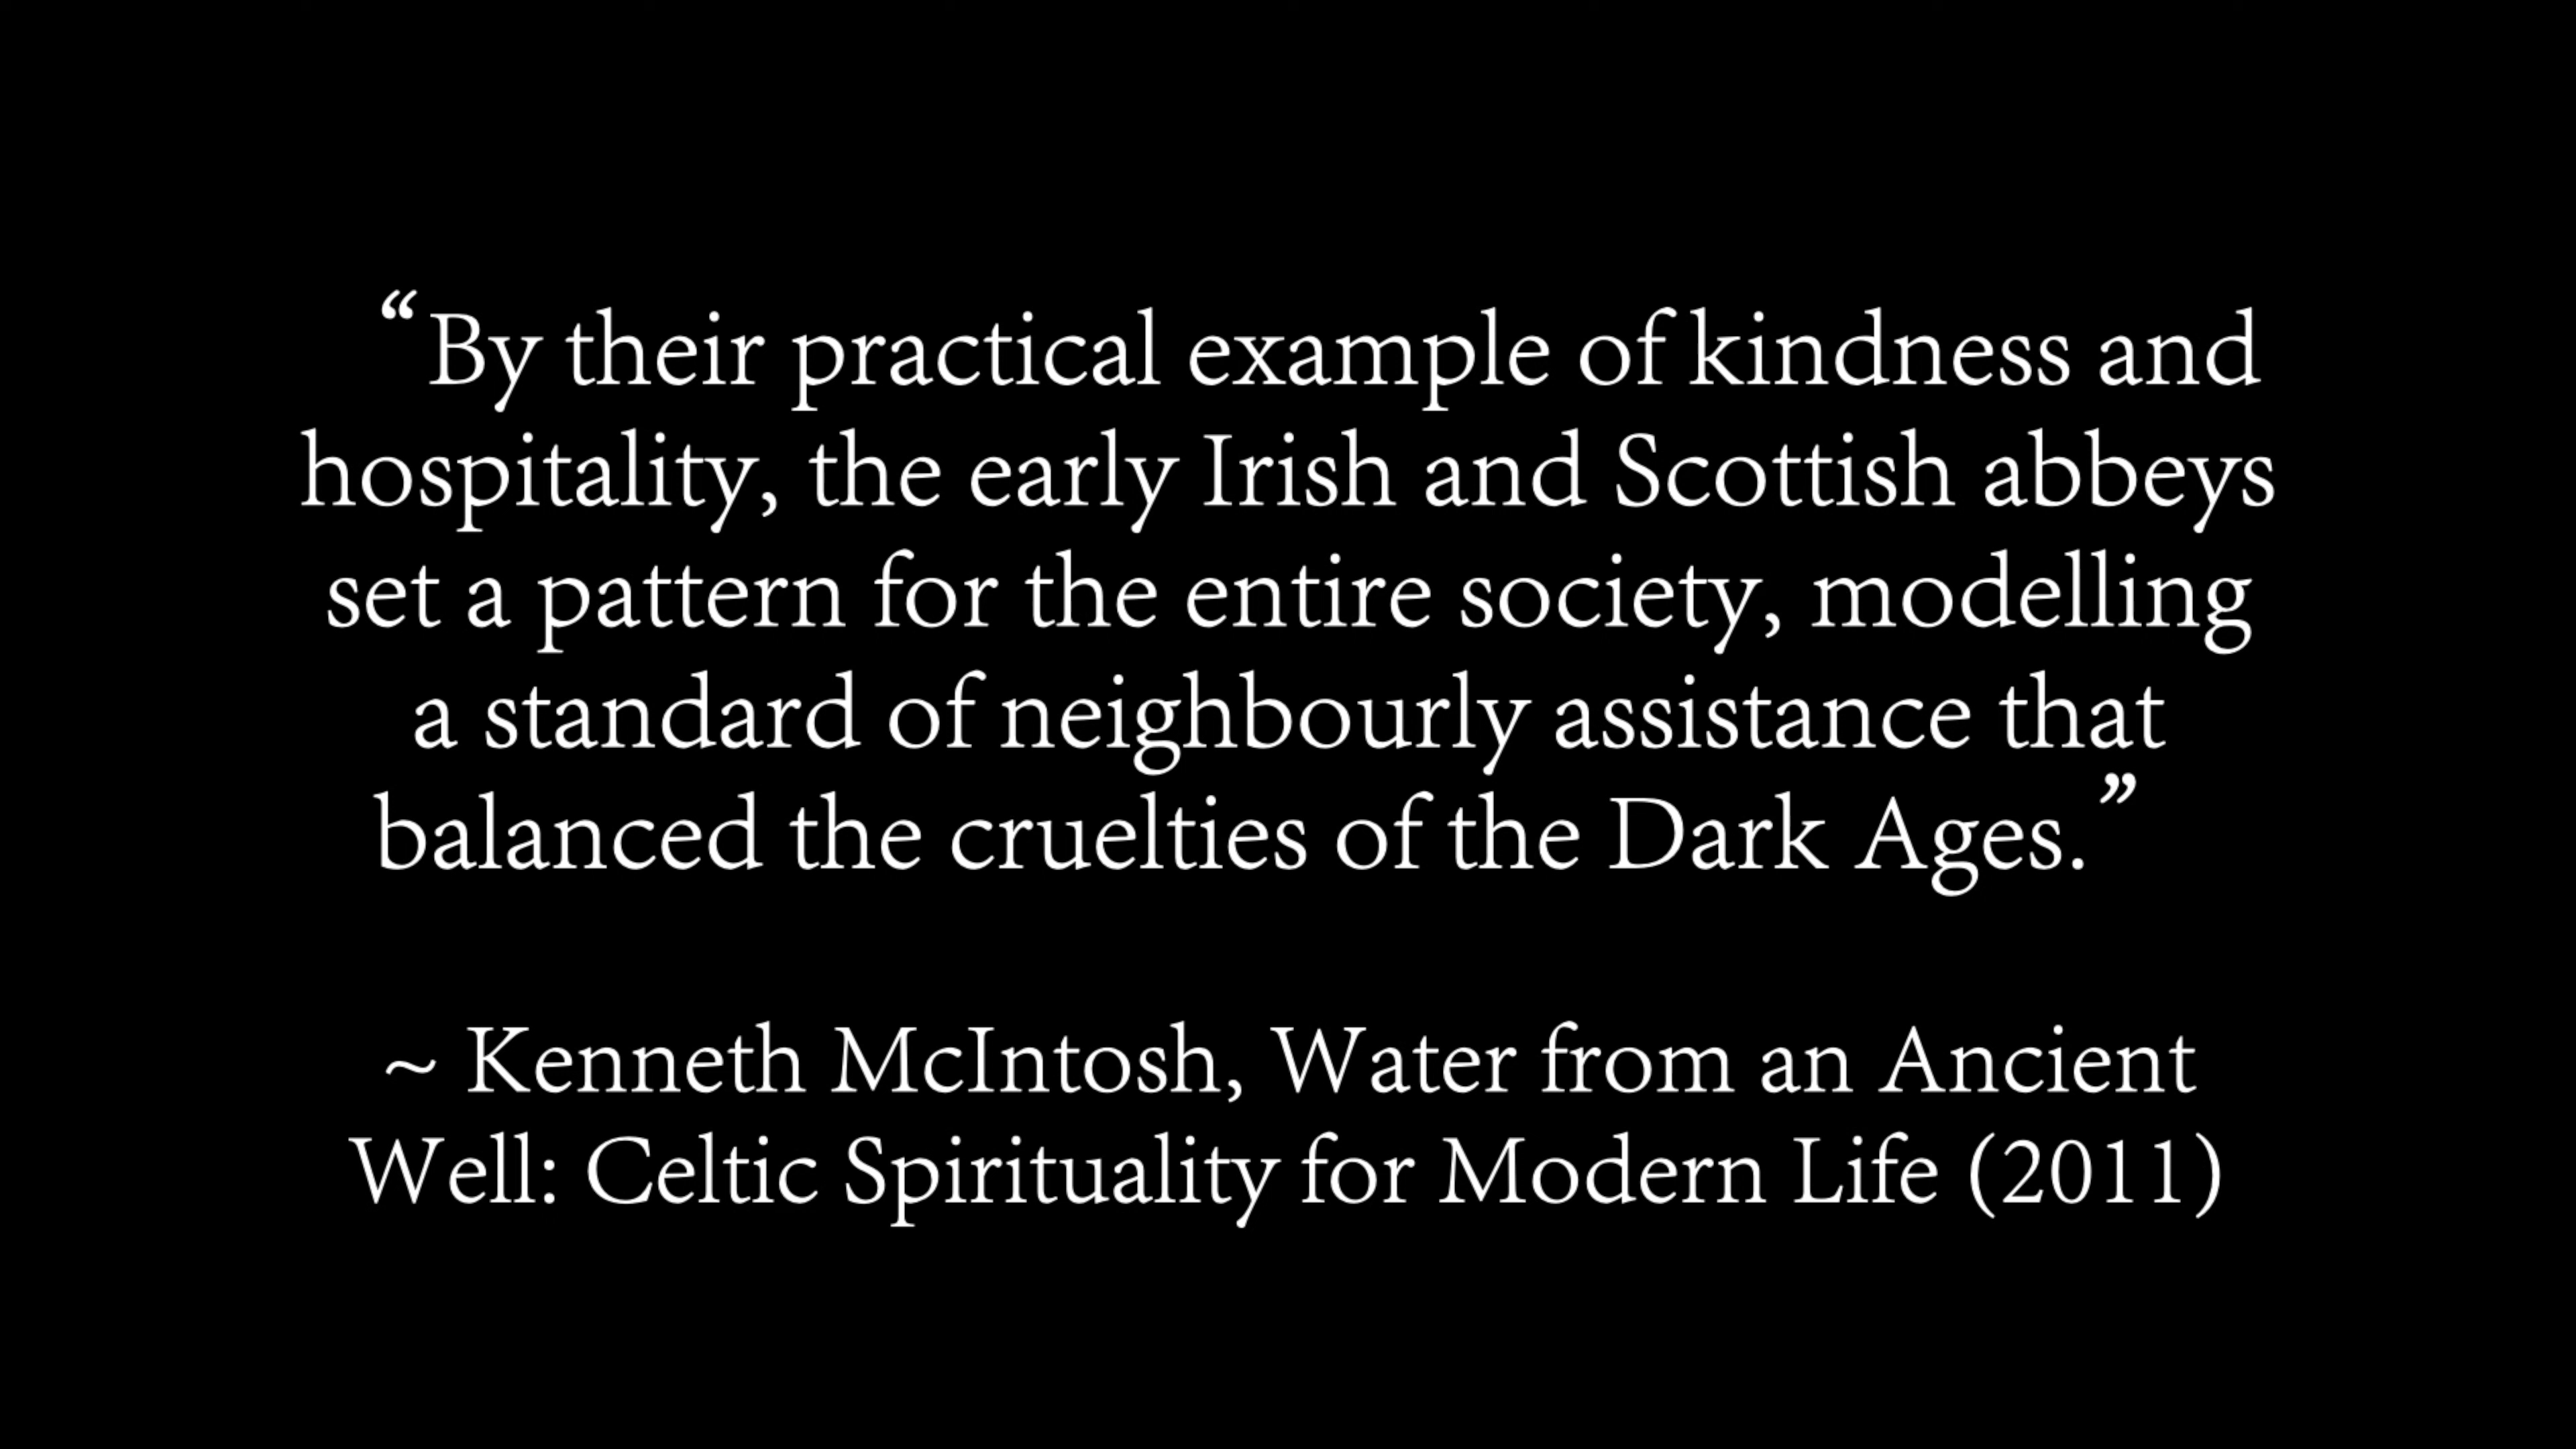 “By their practical example of kindness and
hospitality, the early Irish and Scottish abbeys
set a pattern for the entire society, modelling
a standard of neighbourly assistance that
balanced the cruelties of the Dark Ages.”
~ Kenneth McIntosh, Water from an Ancient
Well: Celtic Spirituality for Modern Life (2011)